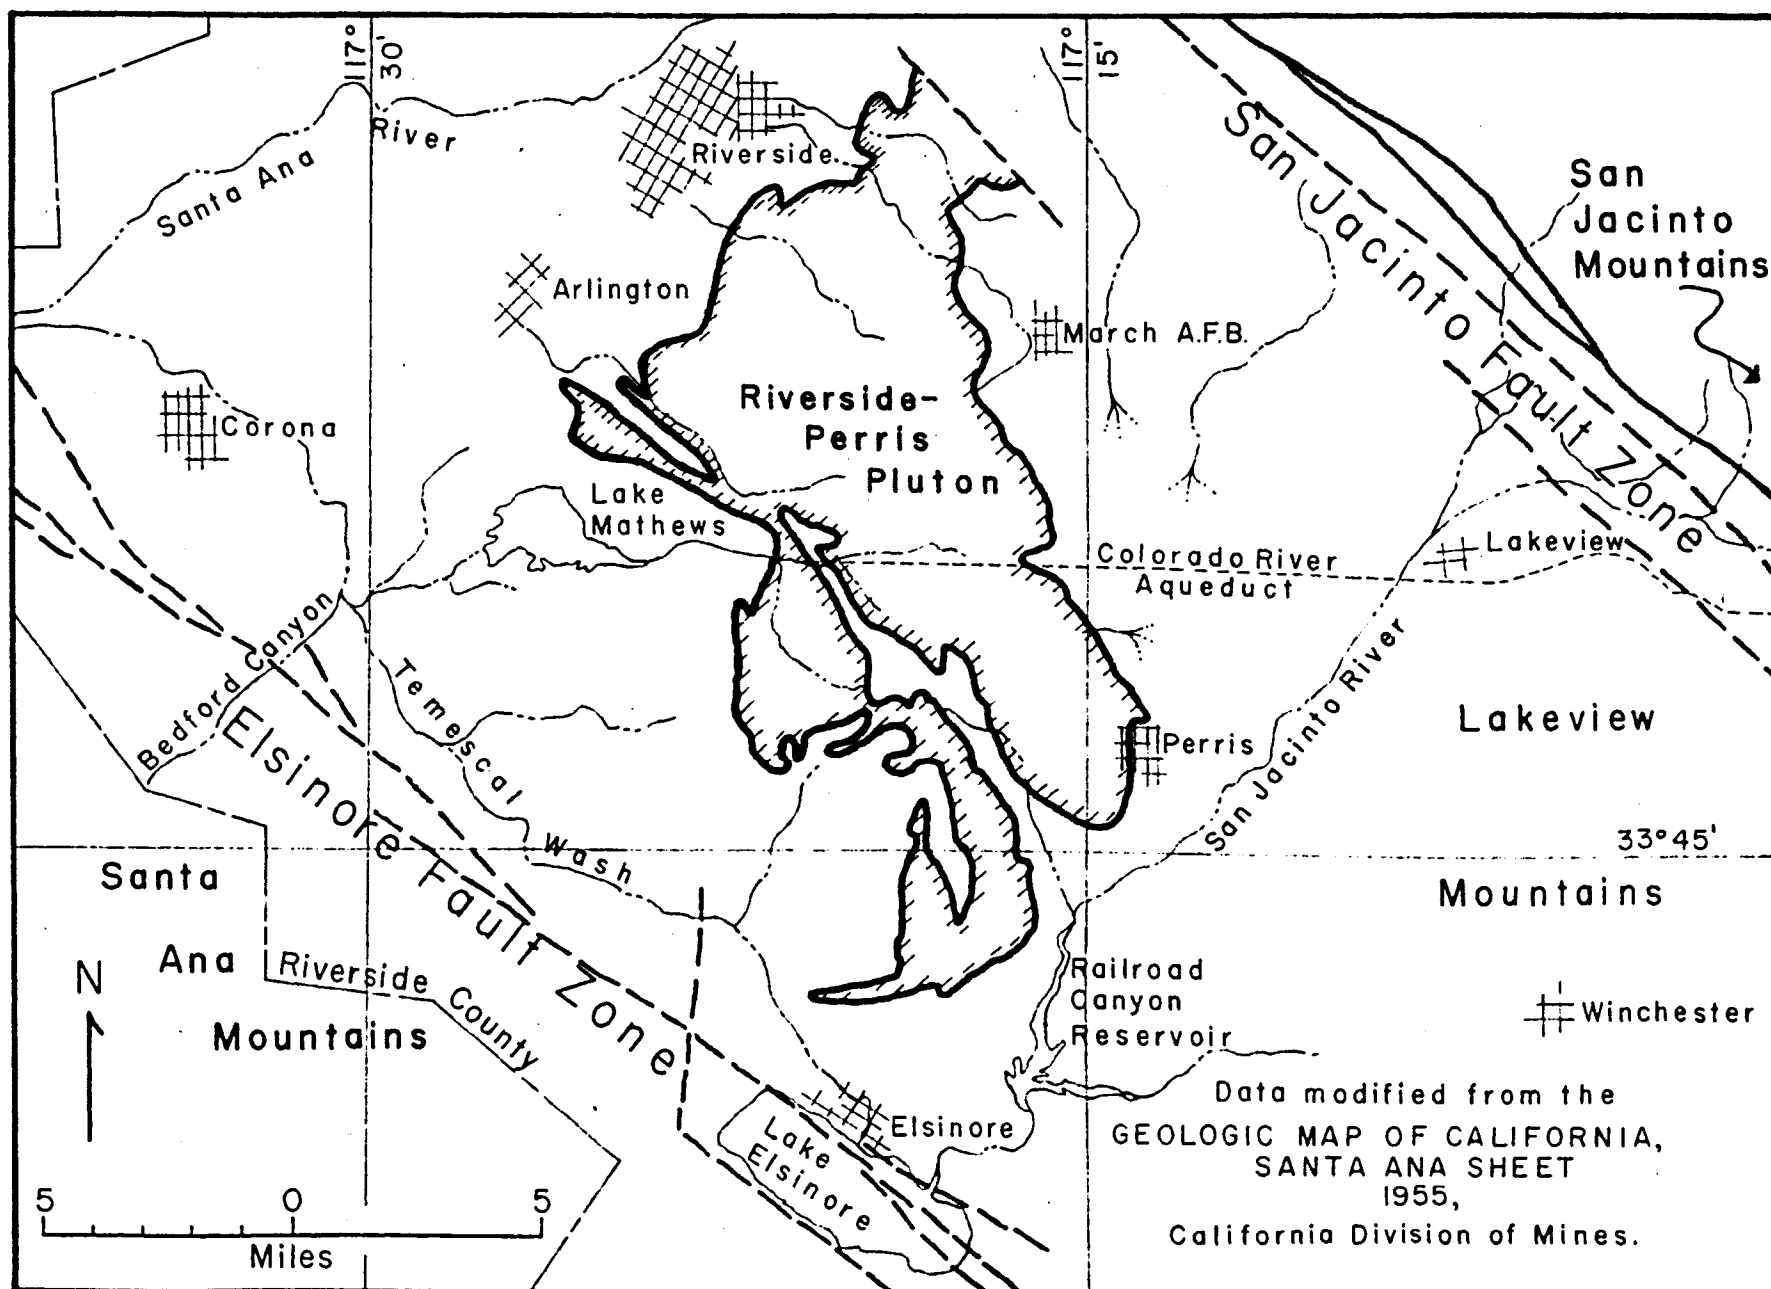 117°
30'
117°
15'
Santa Ana
River
Riverside
Arlington
Corona
March A.F.B.
San Jacinto Fault Zone
San
Jacinto
Mountains
Riverside-
Perris
Pluton
Lake
Mathews
Colorado River
Aqueduct
Lakeview
Bedford Canyon
Temescal
Wash
Elsinore Fault Zone
San Jacinto River
Perris
Lakeview
Mountains
33°45'
Santa
Ana
Mountains
Riverside County
N
Railroad
Canyon
Reservoir
Winchester
Elsinore
Lake
Elsinore
5 0 5
Miles
Data modified from the
GEOLOGIC MAP OF CALIFORNIA,
SANTA ANA SHEET
1955,
California Division of Mines.